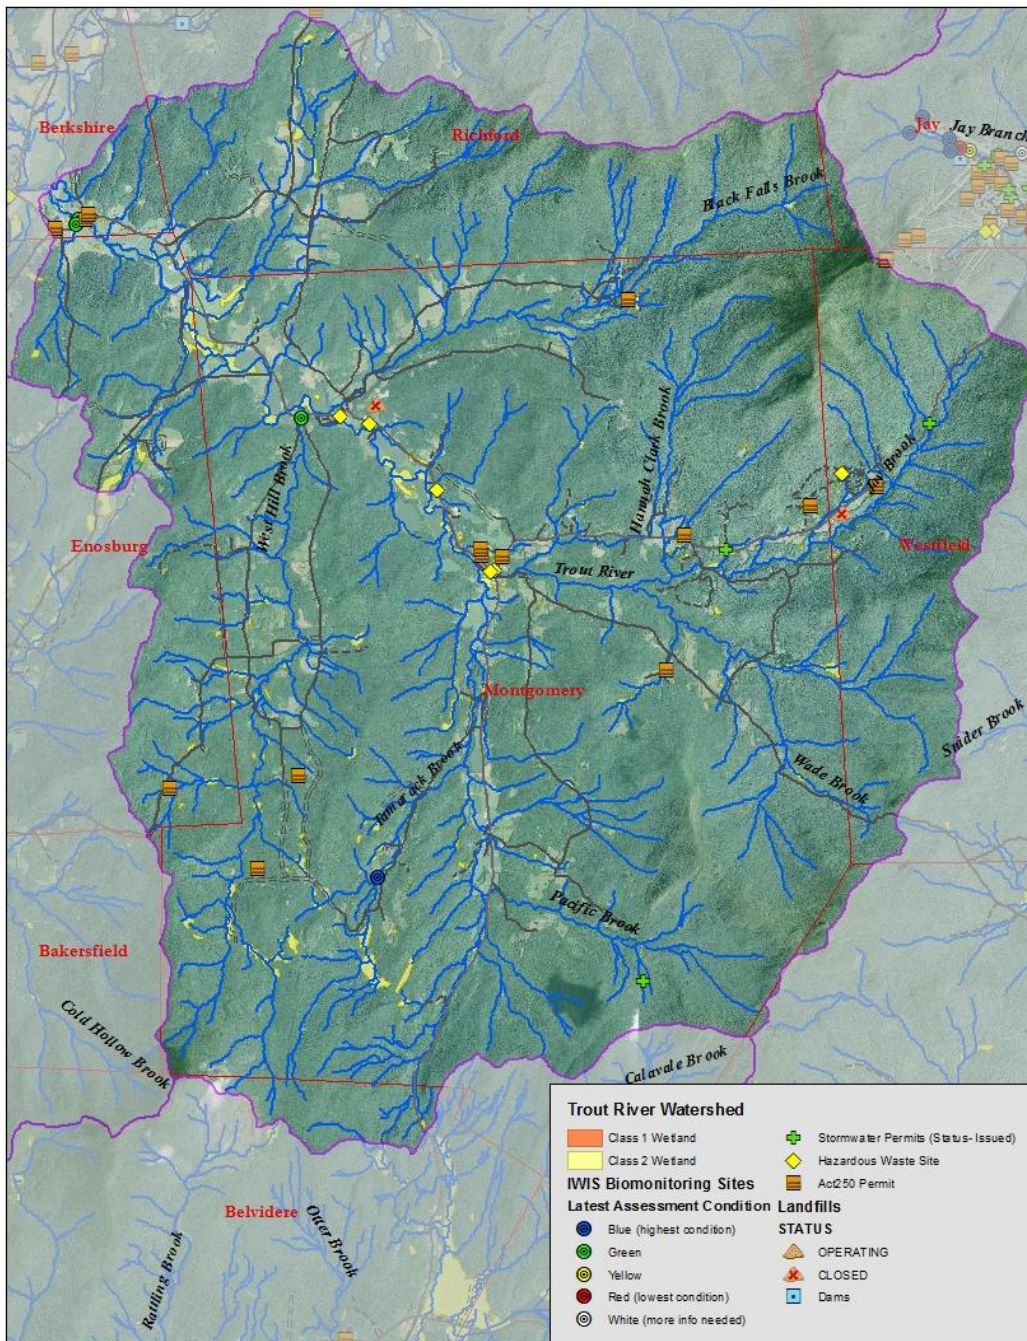 Berkshire
Richford
Jay
Jay Branch
Black Falls Brook
Hannah Clark Brook
West Hill Brook
Jay Brook
Enosburg
Westfield
Trout River
Montgomery
Snider Brook
Tamarack Brook
Wade Brook
Pacific Brook
Bakersfield
Cold Hollow Brook
Calavale Brook
Belvidere
Otter Brook
Rattling Brook
Trout River Watershed
Class 1 Wetland
Class 2 Wetland
IWIS Biomonitoring Sites
Latest Assessment Condition
Blue (highest condition)
Green
Yellow
Red (lowest condition)
White (more info needed)
Stormwater Permits (Status- Issued)
Hazardous Waste Site
Act250 Permit
Landfills
STATUS
OPERATING
CLOSED
Dams